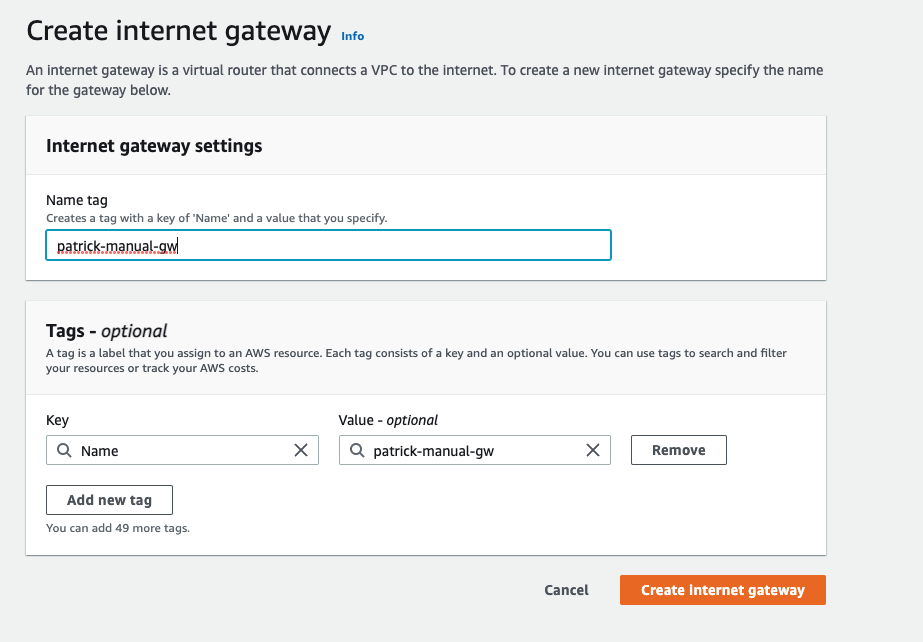 Create internet gateway Info
An internet gateway is a virtual router that connects a VPC to the internet. To create a new internet gateway specify the name
for the gateway below.
Internet gateway settings
Name tag
Creates a tag with a key of 'Name' and a value that you specify.
patrick-manual-gw
Tags - optional
A tag is a label that you assign to an AWS resource. Each tag consists of a key and an optional value. You can use tags to search and filter
your resources or track your AWS costs.
Key Value - optional
Name patrick-manual-gw Remove
Add new tag
You can add 49 more tags.
Cancel Create internet gateway